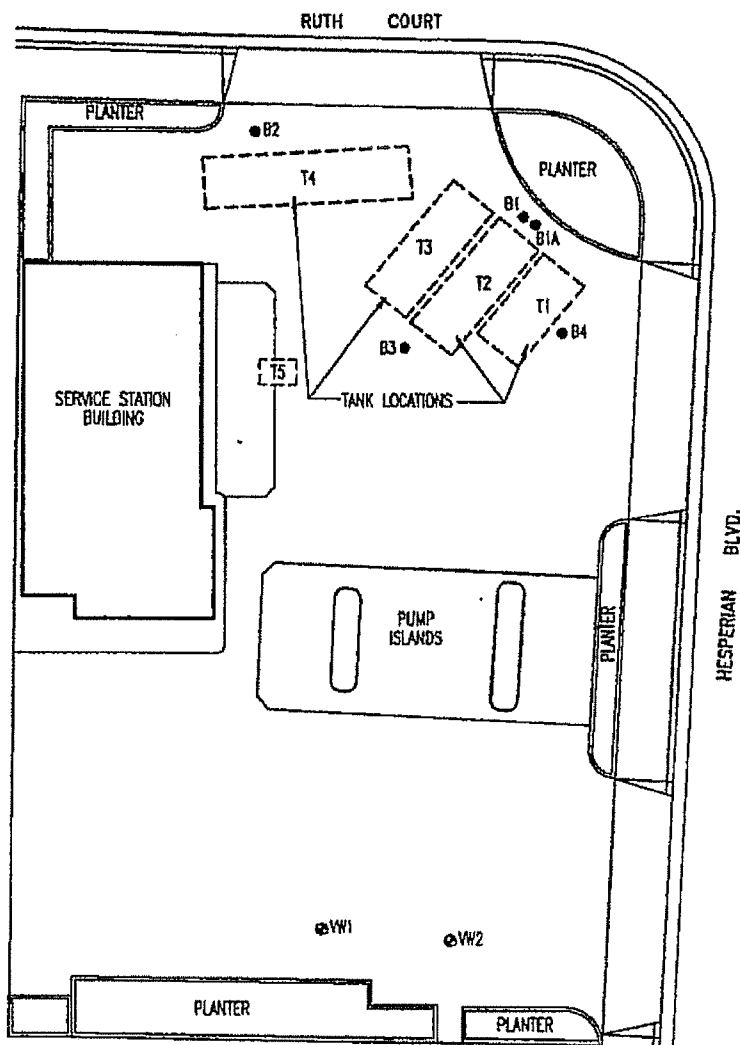 RUTH COURT
PLANTER
B2
T4
PLANTER
B1
B1A
T3
T2
T1
B4
B3
T5
TANK LOCATIONS
SERVICE STATION
BUILDING
HESPERIAN BLVD.
PUMP
ISLANDS
PLANTER
VW1
VW2
PLANTER
PLANTER